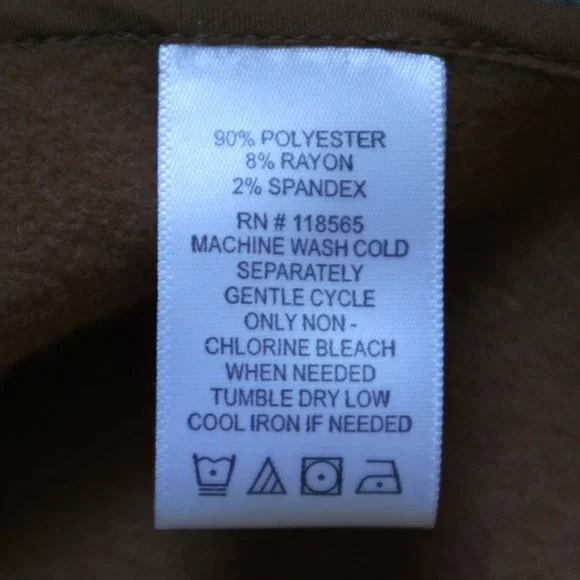 90% POLYESTER
8% RAYON
2% SPANDEX
RN # 118565
MACHINE WASH COLD
SEPARATELY
GENTLE CYCLE
ONLY NON -
CHLORINE BLEACH
WHEN NEEDED
TUMBLE DRY LOW
COOL IRON IF NEEDED